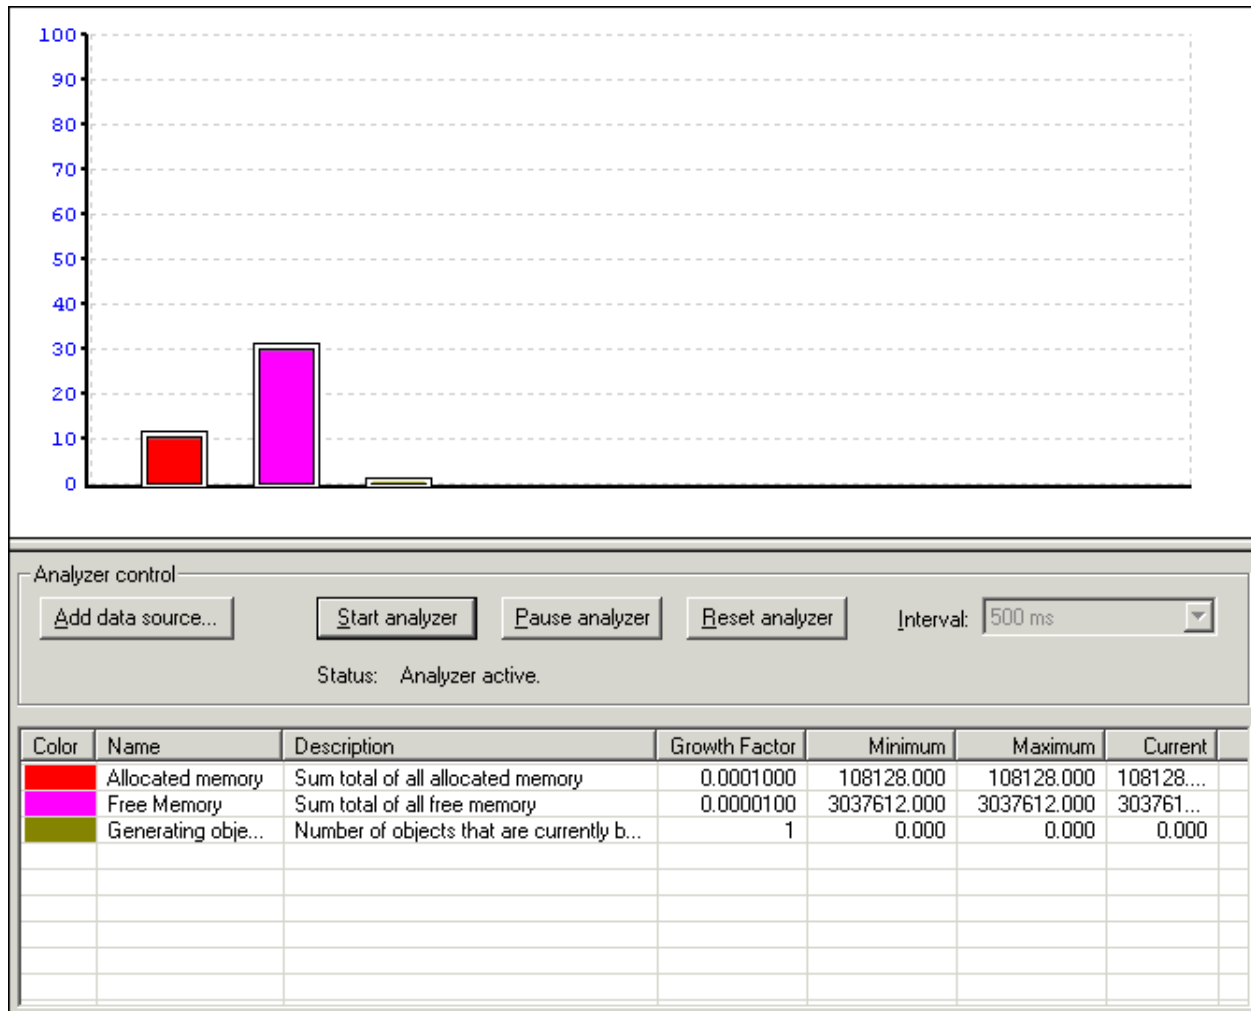 100
90
80
70
60
50
40
30
20
10
0
Analyzer control
Add data source... Start analyzer Pause analyzer Reset analyzer Interval: 500 ms
Status: Analyzer active.
Color Name Description Growth Factor Minimum Maximum Current
Allocated memory Sum total of all allocated memory 0.0001000 108128.000 108128.000 108128....
Free Memory Sum total of all free memory 0.0000100 3037612.000 3037612.000 303761...
Generating obje... Number of objects that are currently b... 1 0.000 0.000 0.000